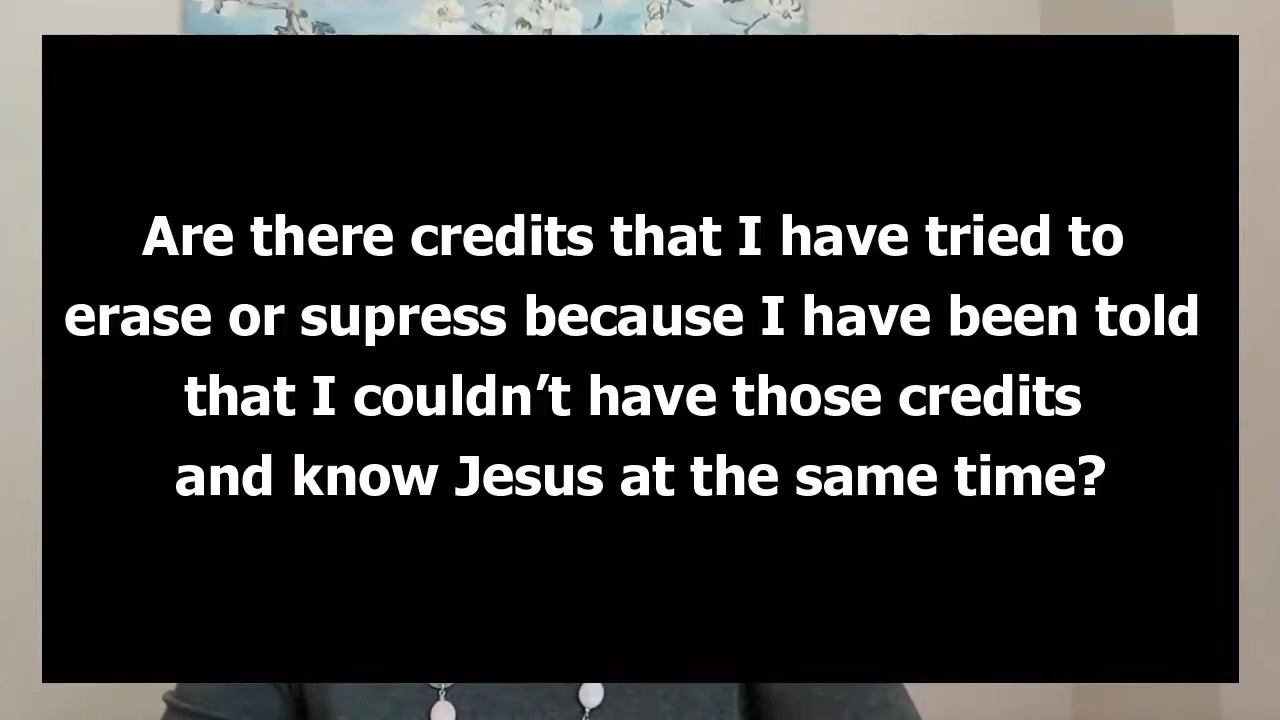 Are there credits that I have tried to
erase or supress because I have been told
that I couldn’t have those credits
and know Jesus at the same time?